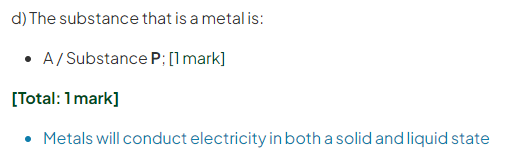 d) The substance that is a metal is:
• A / Substance P; [1 mark]
[Total: 1 mark]
• Metals will conduct electricity in both a solid and liquid state